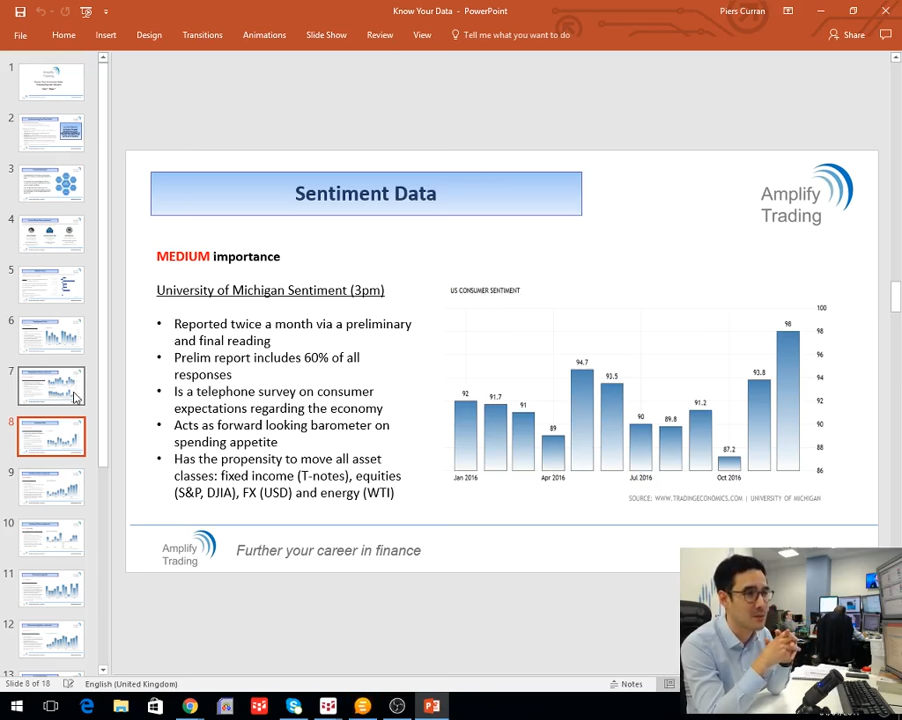 Know Your Data - PowerPoint
Piers Curran
File Home Insert Design Transitions Animations Slide Show Review View Tell me what you want to do Share
1
2
3
4
5
6
7
8
9
10
11
12
13
Sentiment Data
Amplify
Trading
MEDIUM importance
University of Michigan Sentiment (3pm)
• Reported twice a month via a preliminary
and final reading
• Prelim report includes 60% of all
responses
• Is a telephone survey on consumer
expectations regarding the economy
• Acts as forward looking barometer on
spending appetite
• Has the propensity to move all asset
classes: fixed income (T-notes), equities
(S&P, DJIA), FX (USD) and energy (WTI)
US CONSUMER SENTIMENT
100
98
96
94
92
90
88
86
92
91.7
91
89
94.7
93.5
90
89.8
91.2
87.2
93.8
98
Jan 2016 Apr 2016 Jul 2016 Oct 2016
SOURCE: WWW.TRADINGECONOMICS.COM | UNIVERSITY OF MICHIGAN
Amplify
Trading
Further your career in finance
Slide 8 of 18 English (United Kingdom) Notes